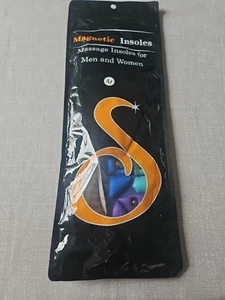 Magnetic Insoles
Massage Insoles for
Men and Women
M
S